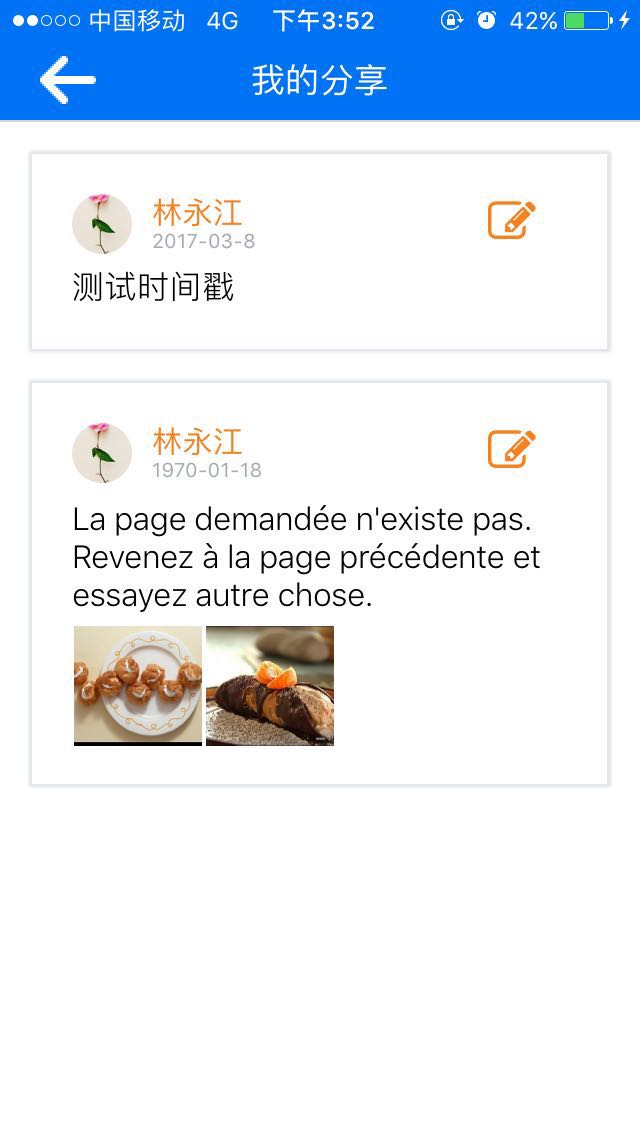 中国移动 4G 下午3:52 42%
我的分享
林永江
2017-03-8
测试时间戳
林永江
1970-01-18
La page demandée n'existe pas.
Revenez à la page précédente et
essayez autre chose.